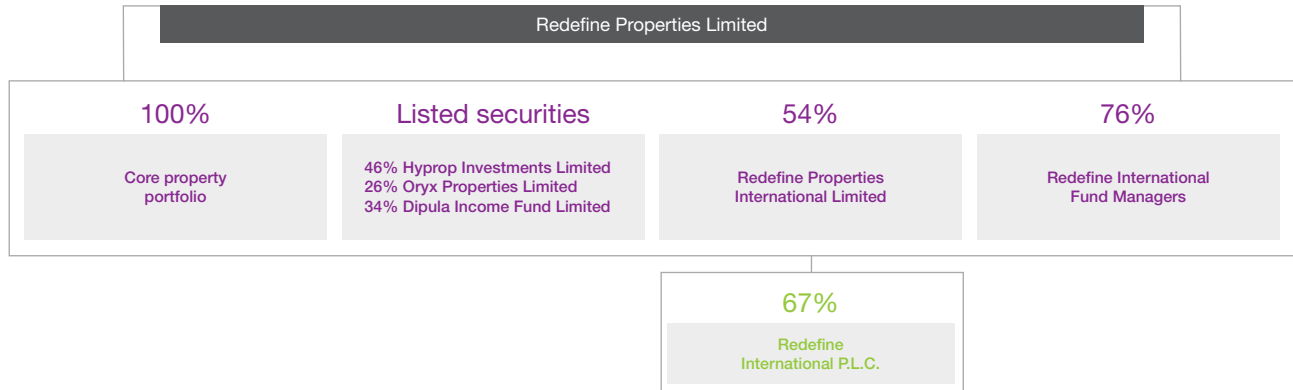 Redefine Properties Limited
100%
Core property
portfolio
Listed securities
46% Hyprop Investments Limited
26% Oryx Properties Limited
34% Dipula Income Fund Limited
54%
Redefine Properties
International Limited
76%
Redefine International
Fund Managers
67%
Redefine
International P.L.C.